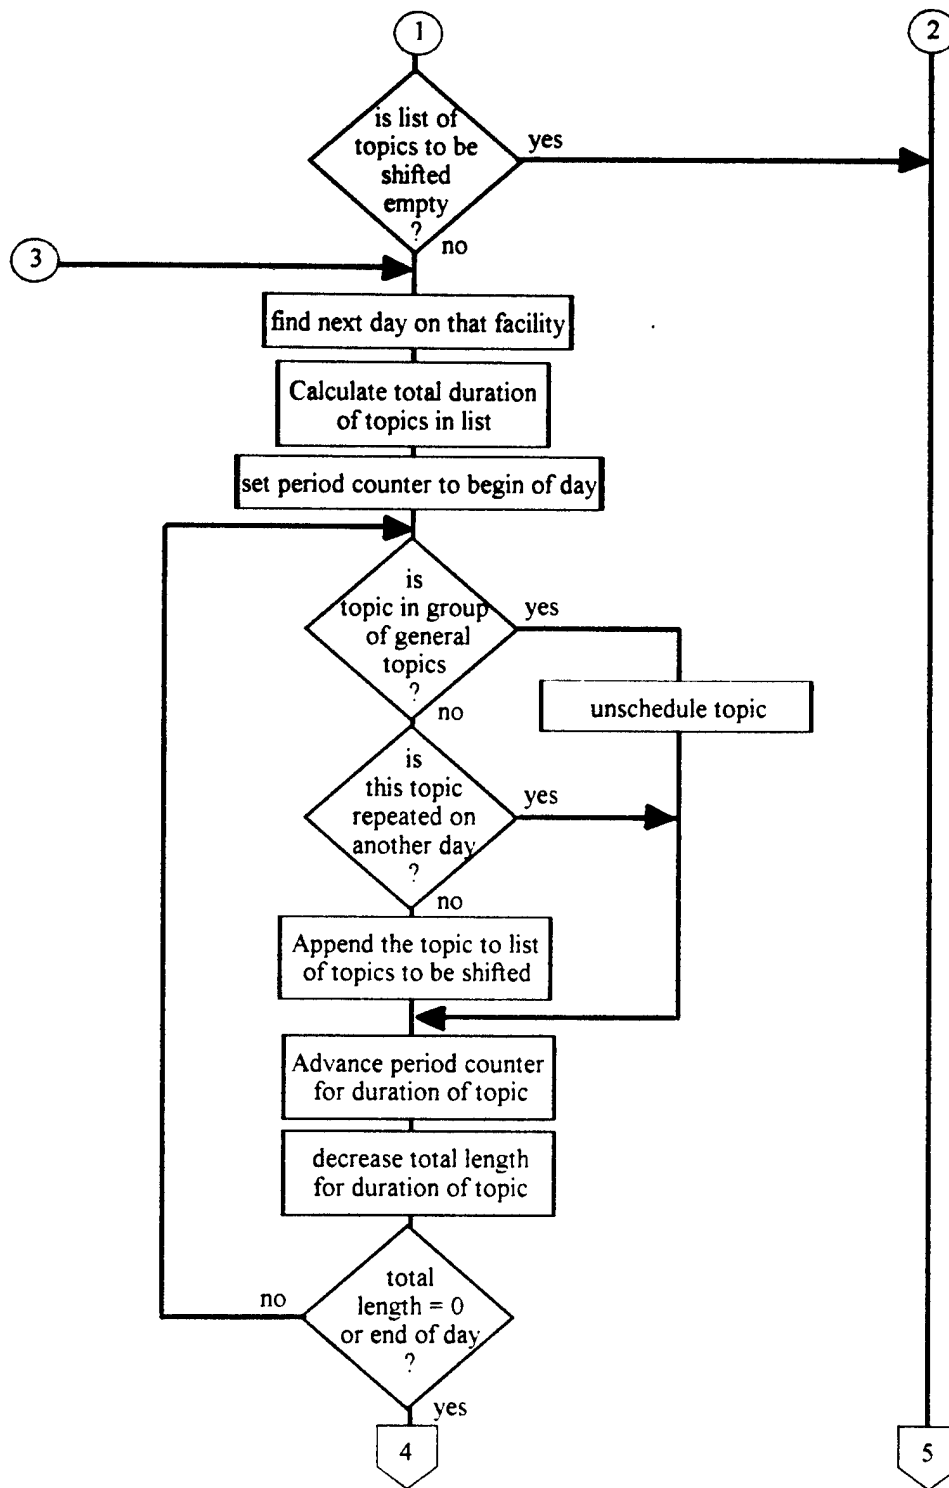 1
2
is list of
topics to be
shifted
empty
?
yes
no
3
find next day on that facility
Calculate total duration
of topics in list
set period counter to begin of day
is
topic in group
of general
topics
?
yes
no
unschedule topic
is
this topic
repeated on
another day
?
yes
no
Append the topic to list
of topics to be shifted
Advance period counter
for duration of topic
decrease total length
for duration of topic
total
length = 0
or end of day
?
no
yes
4
5